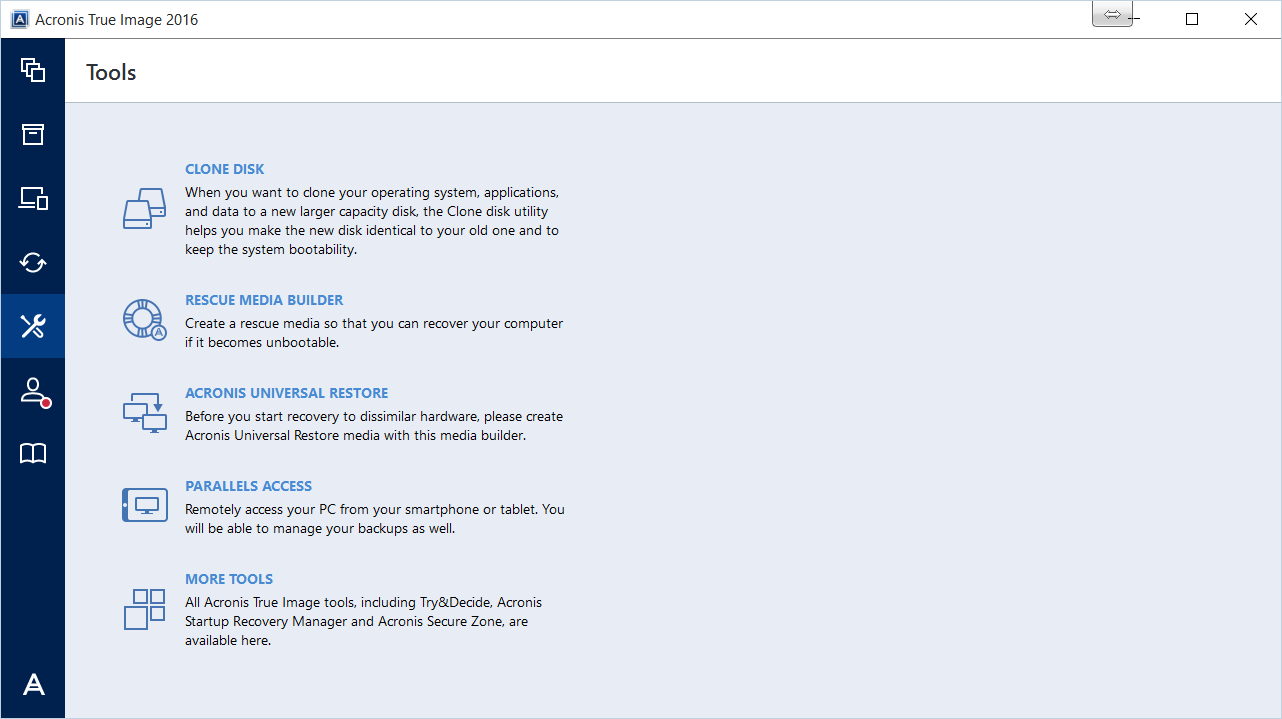 Acronis True Image 2016
Tools
CLONE DISK
When you want to clone your operating system, applications,
and data to a new larger capacity disk, the Clone disk utility
helps you make the new disk identical to your old one and to
keep the system bootability.
RESCUE MEDIA BUILDER
Create a rescue media so that you can recover your computer
if it becomes unbootable.
ACRONIS UNIVERSAL RESTORE
Before you start recovery to dissimilar hardware, please create
Acronis Universal Restore media with this media builder.
PARALLELS ACCESS
Remotely access your PC from your smartphone or tablet. You
will be able to manage your backups as well.
MORE TOOLS
All Acronis True Image tools, including Try&Decide, Acronis
Startup Recovery Manager and Acronis Secure Zone, are
available here.